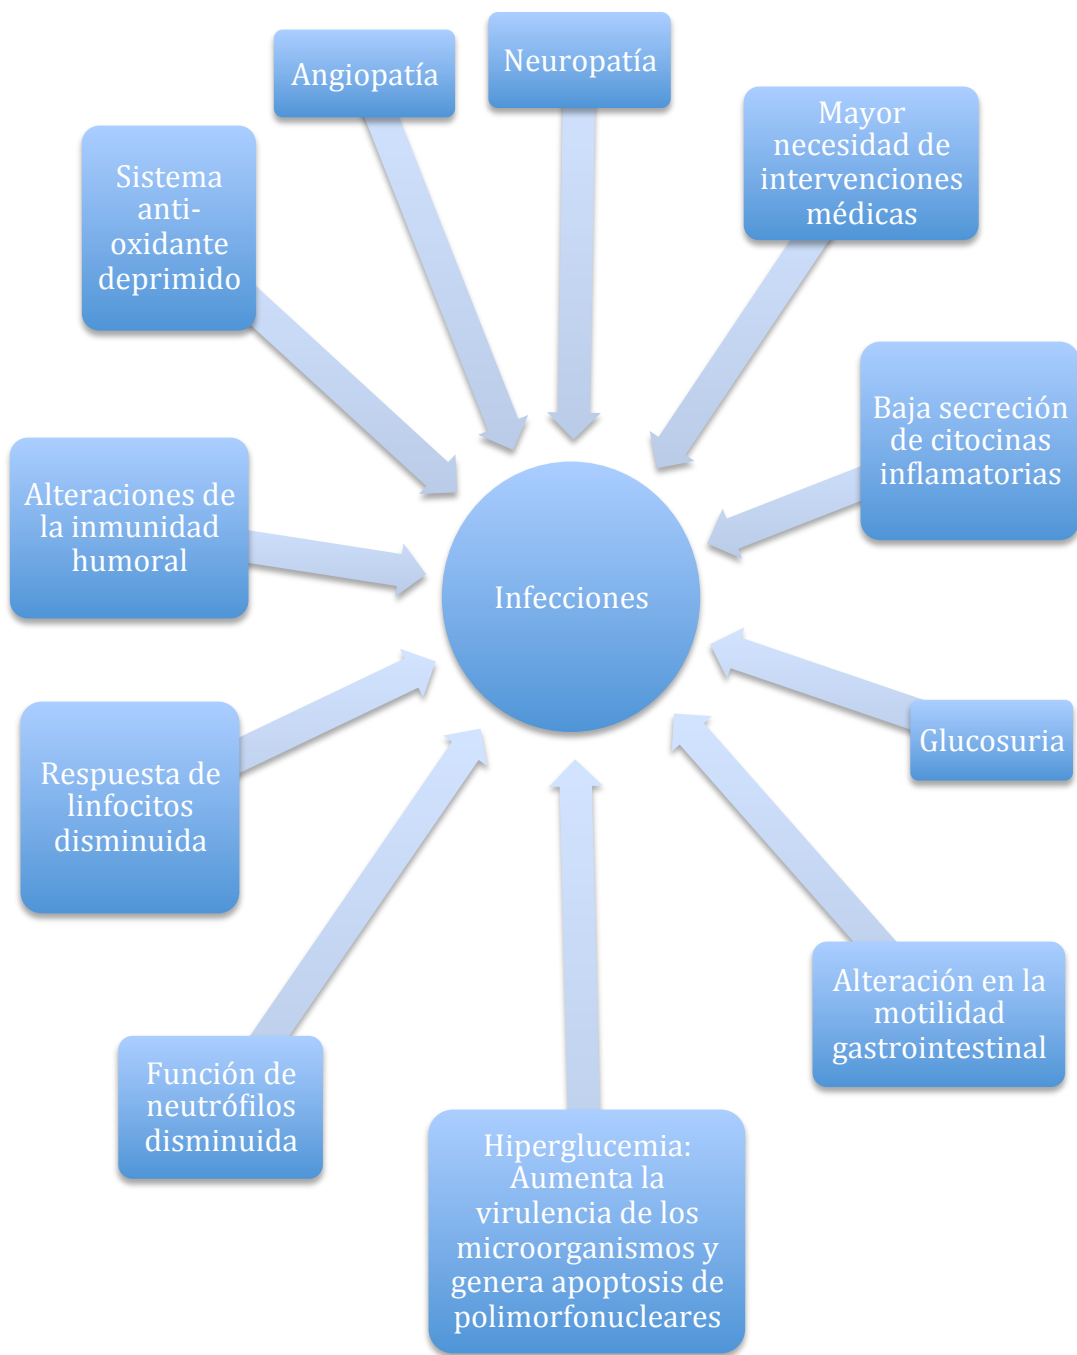 Neuropatía
Angiopatía
Mayor
necesidad de
intervenciones
médicas
Sistema
anti-
oxidante
deprimido
Baja secreción
de citocinas
inflamatorias
Alteraciones de
la inmunidad
humoral
Infecciones
Glucosuria
Respuesta de
linfocitos
disminuida
Alteración en la
motilidad
gastrointestinal
Función de
neutrófilos
disminuida
Hiperglucemia:
Aumenta la
virulencia de los
microorganismos y
genera apoptosis de
polimorfonucleares